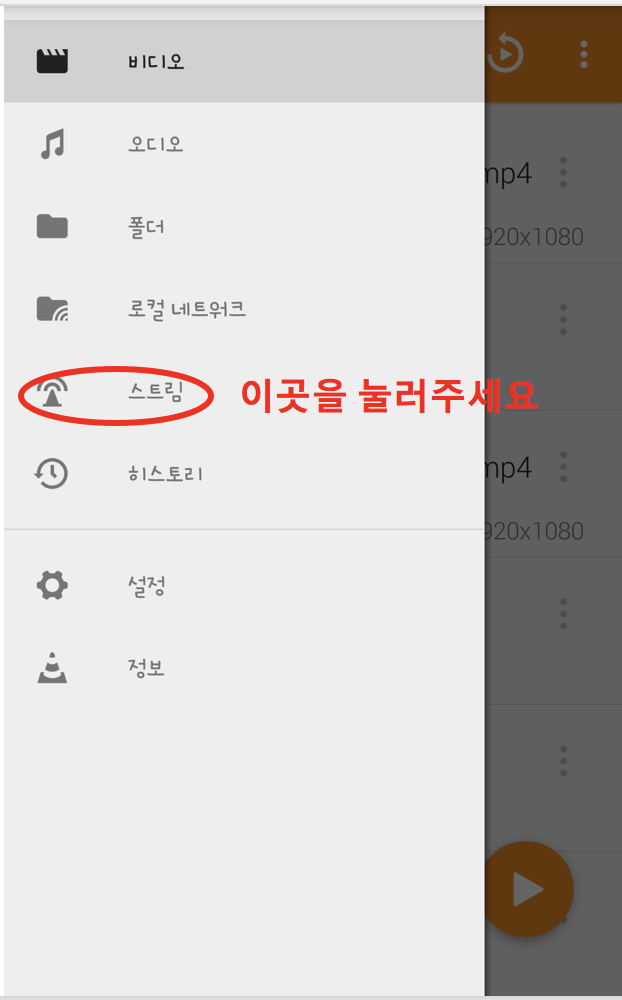 비디오
오디오
mp4
폴더
920x1080
로컬 네트워크
스트림 이곳을 눌러주세요
히스토리
mp4
920x1080
설정
정보